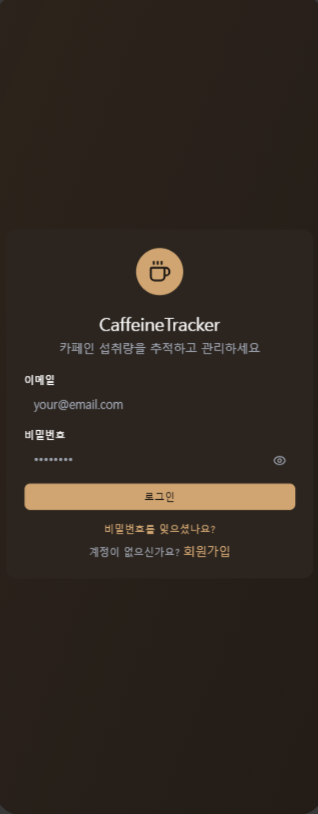 CaffeineTracker
카페인 섭취량을 추적하고 관리하세요
이메일
your@email.com
비밀번호
••••••••
로그인
비밀번호를 잊으셨나요?
계정이 없으신가요? 회원가입